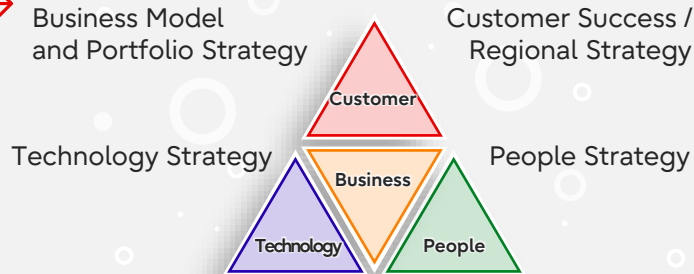 Business Model
and Portfolio Strategy
Customer Success /
Regional Strategy
Customer
Technology Strategy
People Strategy
Business
Technology
People